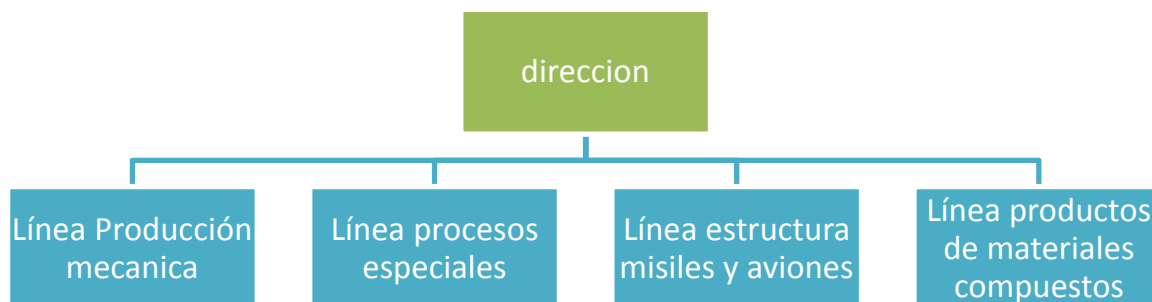 direccion
Línea Producción
mecanica
Línea procesos
especiales
Línea estructura
misiles y aviones
Línea productos
de materiales
compuestos